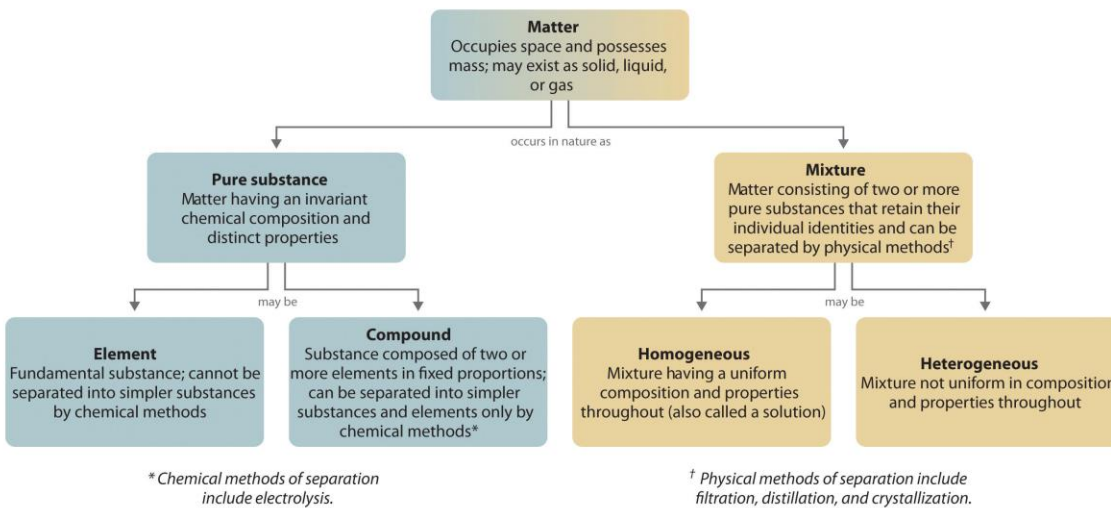 Matter
Occupies space and possesses
mass; may exist as solid, liquid,
or gas
occurs in nature as
Pure substance
Matter having an invariant
chemical composition and
distinct properties
Mixture
Matter consisting of two or more
pure substances that retain their
individual identities and can be
separated by physical methods†
may be
may be
Element
Fundamental substance; cannot be
separated into simpler substances
by chemical methods
Compound
Substance composed of two or
more elements in fixed proportions;
can be separated into simpler
substances and elements only by
chemical methods*
Homogeneous
Mixture having a uniform
composition and properties
throughout (also called a solution)
Heterogeneous
Mixture not uniform in composition
and properties throughout
* Chemical methods of separation
include electrolysis.
† Physical methods of separation include
filtration, distillation, and crystallization.